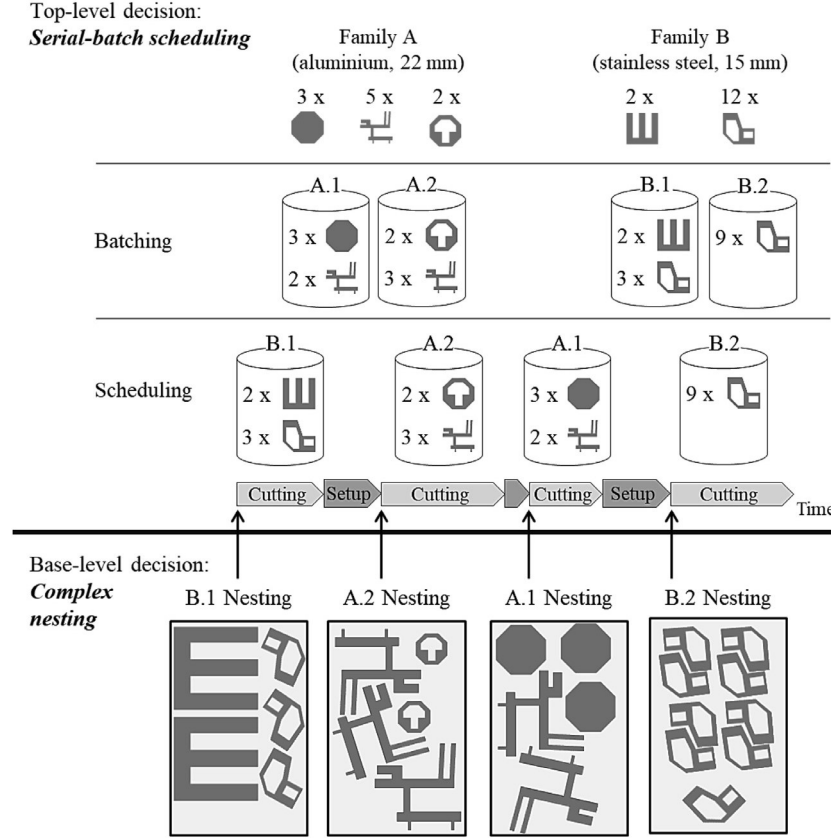 Top-level decision:
Serial-batch scheduling
Family A
(aluminium, 22 mm)
Family B
(stainless steel, 15 mm)
3 x 5 x 2 x
2 x 12 x
A.1 A.2 B.1 B.2
Batching
3 x 2 x 2 x 9 x
2 x 3 x 3 x
B.1 A.2 A.1 B.2
Scheduling
2 x 2 x 3 x 9 x
3 x 3 x 2 x
Cutting Setup Cutting Cutting Setup Cutting
Time
Base-level decision:
Complex
nesting
B.1 Nesting A.2 Nesting A.1 Nesting B.2 Nesting